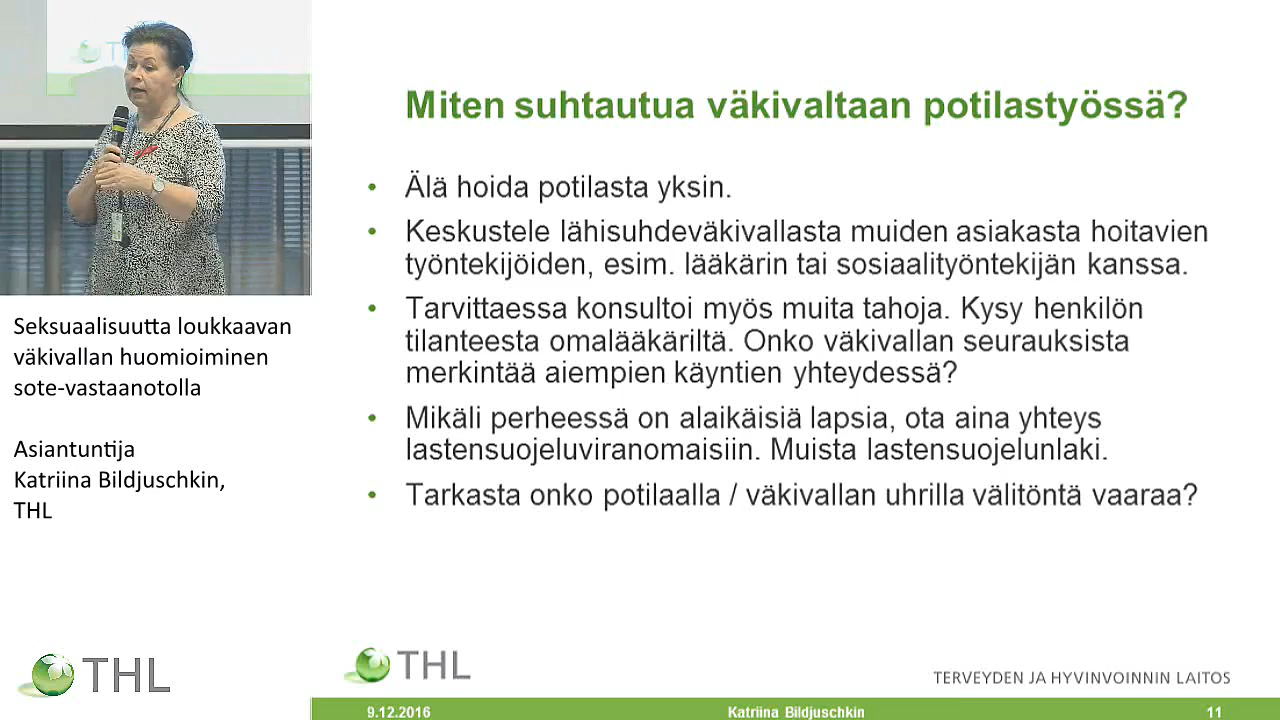 THL
Miten suhtautua väkivaltaan potilastyössä?
• Älä hoida potilasta yksin.
• Keskustele lähisuhdeväkivallasta muiden asiakasta hoitavien
työntekijöiden, esim. lääkärin tai sosiaalityöntekijän kanssa.
• Tarvittaessa konsultoi myös muita tahoja. Kysy henkilön
tilanteesta omalääkäriltä. Onko väkivallan seurauksista
merkintää aiempien käyntien yhteydessä?
• Mikäli perheessä on alaikäisiä lapsia, ota aina yhteys
lastensuojeluviranomaisiin. Muista lastensuojelunlaki.
• Tarkasta onko potilaalla / väkivallan uhrilla välitöntä vaaraa?
Seksuaalisuutta loukkaavan
väkivallan huomioiminen
sote-vastaanotolla
Asiantuntija
Katriina Bildjuschkin,
THL
THL
THL
TERVEYDEN JA HYVINVOINNIN LAITOS
9.12.2016 Katriina Bildjuschkin 11